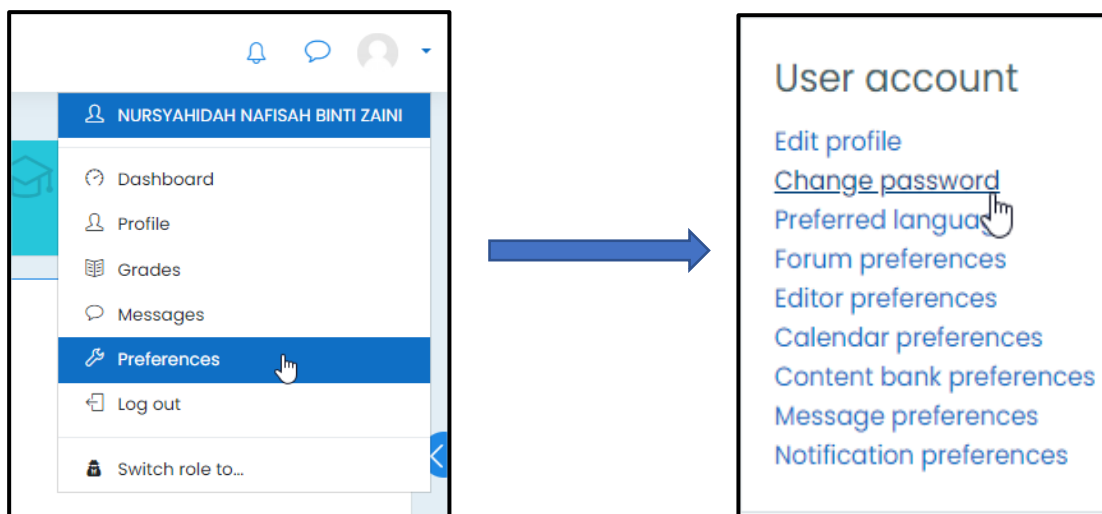 NURSYAHIDAH NAFISAH BINTI ZAINI
Dashboard
Profile
Grades
Messages
Preferences
Log out
Switch role to...
User account
Edit profile
Change password
Preferred
Forum preferences
Editor preferences
Calendar preferences
Content bank preferences
Message preferences
Notification preferences